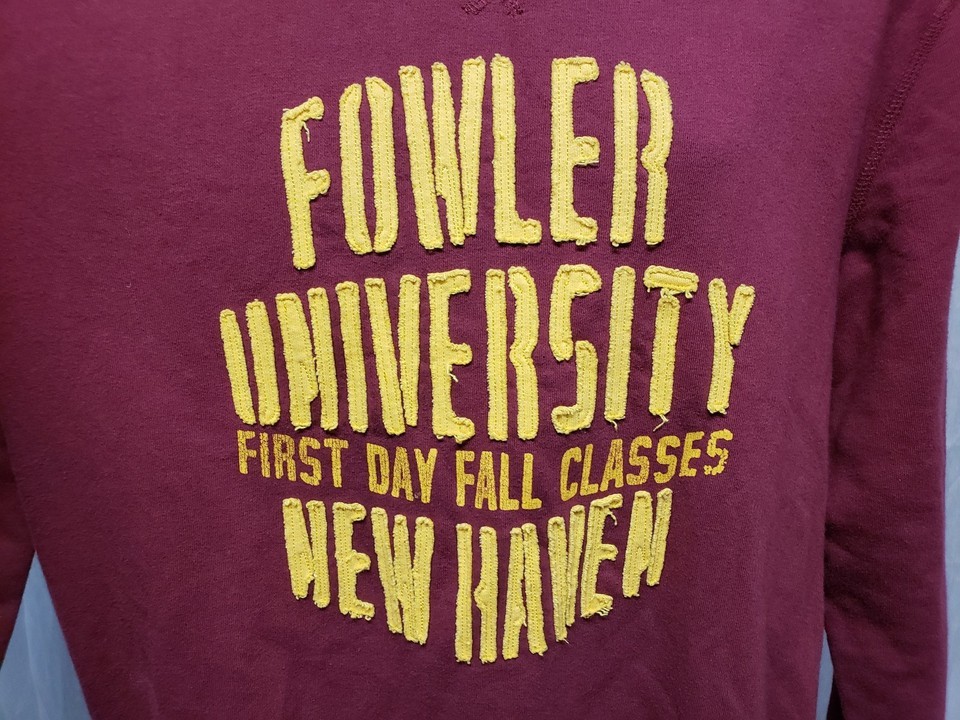 FOWLER
UNIVERSITY
FIRST DAY FALL CLASSES
NEW HAVEN